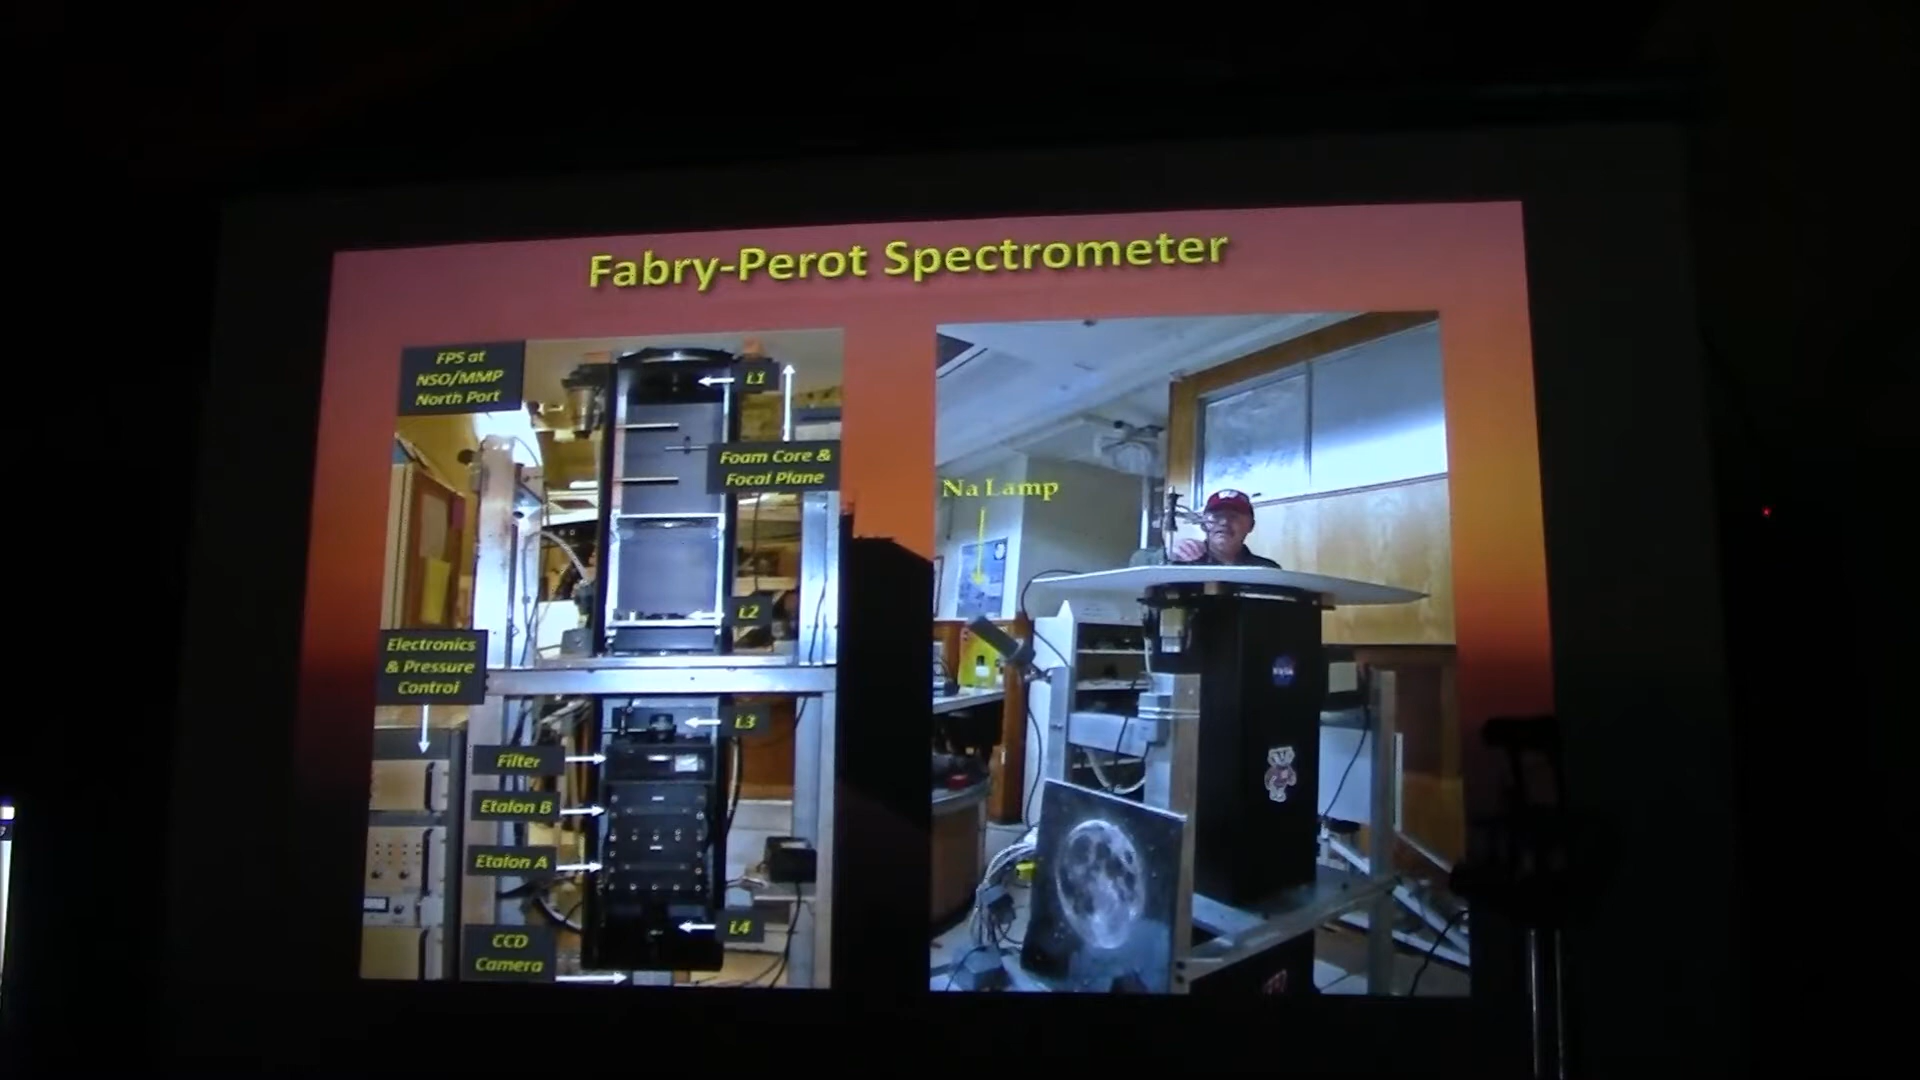 Fabry-Perot Spectrometer
FPS at
NSO/MMP
North Port
L1
Foam Core &
Focal Plane
L2
Electronics
& Pressure
Control
L3
Filter
Etalon B
Etalon A
L4
CCD
Camera
Na Lamp
NASA
W